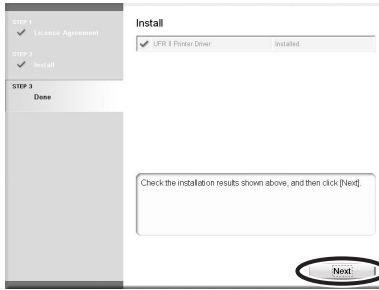 STEP 1
License Agreement
STEP 2
Install
STEP 3
Done
Install
UFR II Printer Driver Installed.
Check the installation results shown above, and then click [Next].
Next